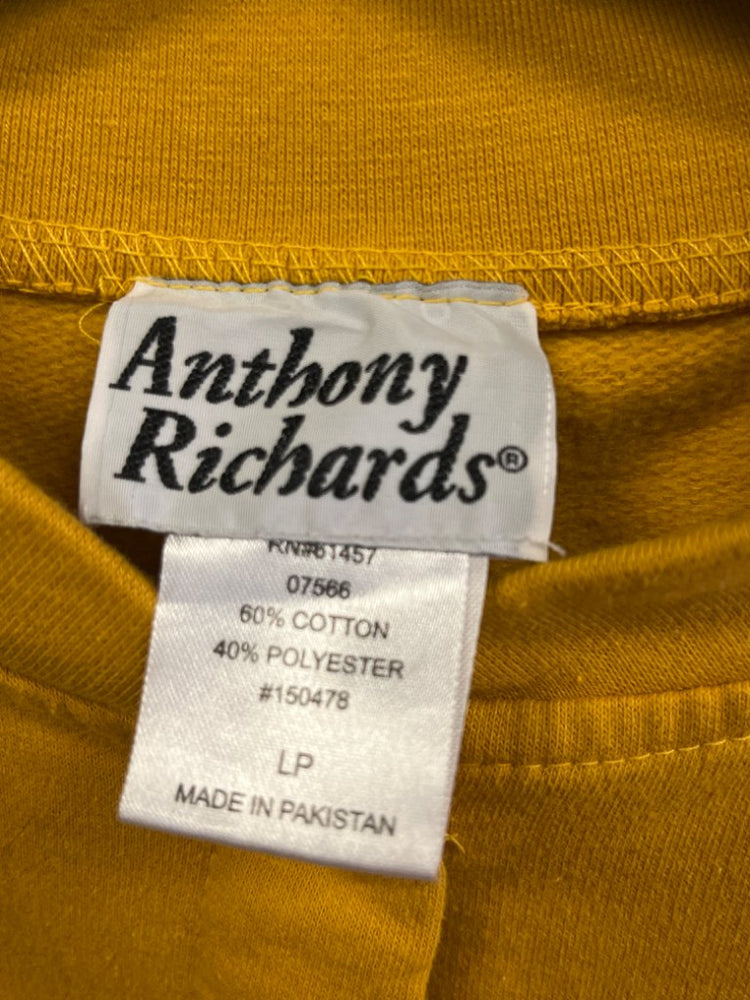 Anthony
Richards®
RN#61457
07566
60% COTTON
40% POLYESTER
#150478
LP
MADE IN PAKISTAN